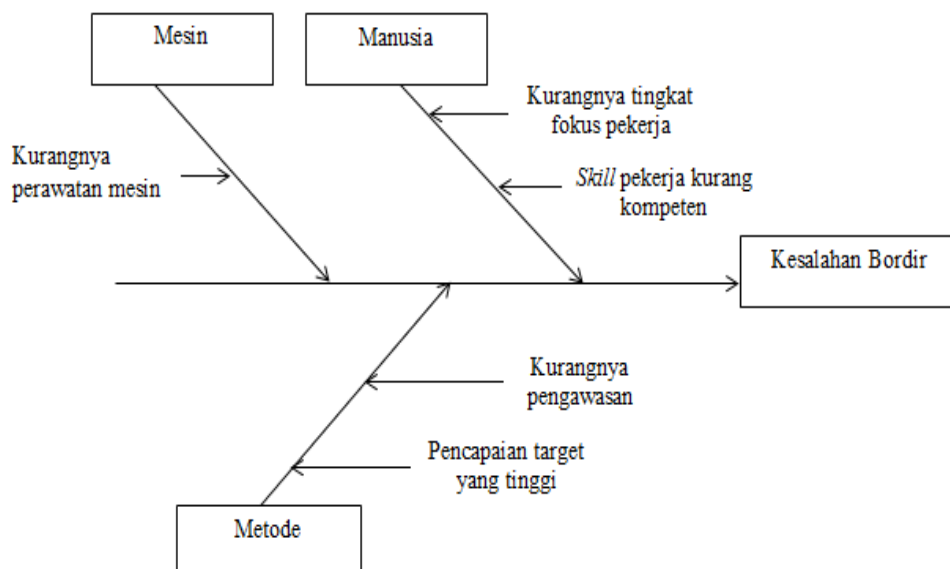 Mesin
Manusia
Kurangnya tingkat
fokus pekerja
Kurangnya
perawatan mesin
Skill pekerja kurang
kompeten
Kesalahan Bordir
Kurangnya
pengawasan
Pencapaian target
yang tinggi
Metode